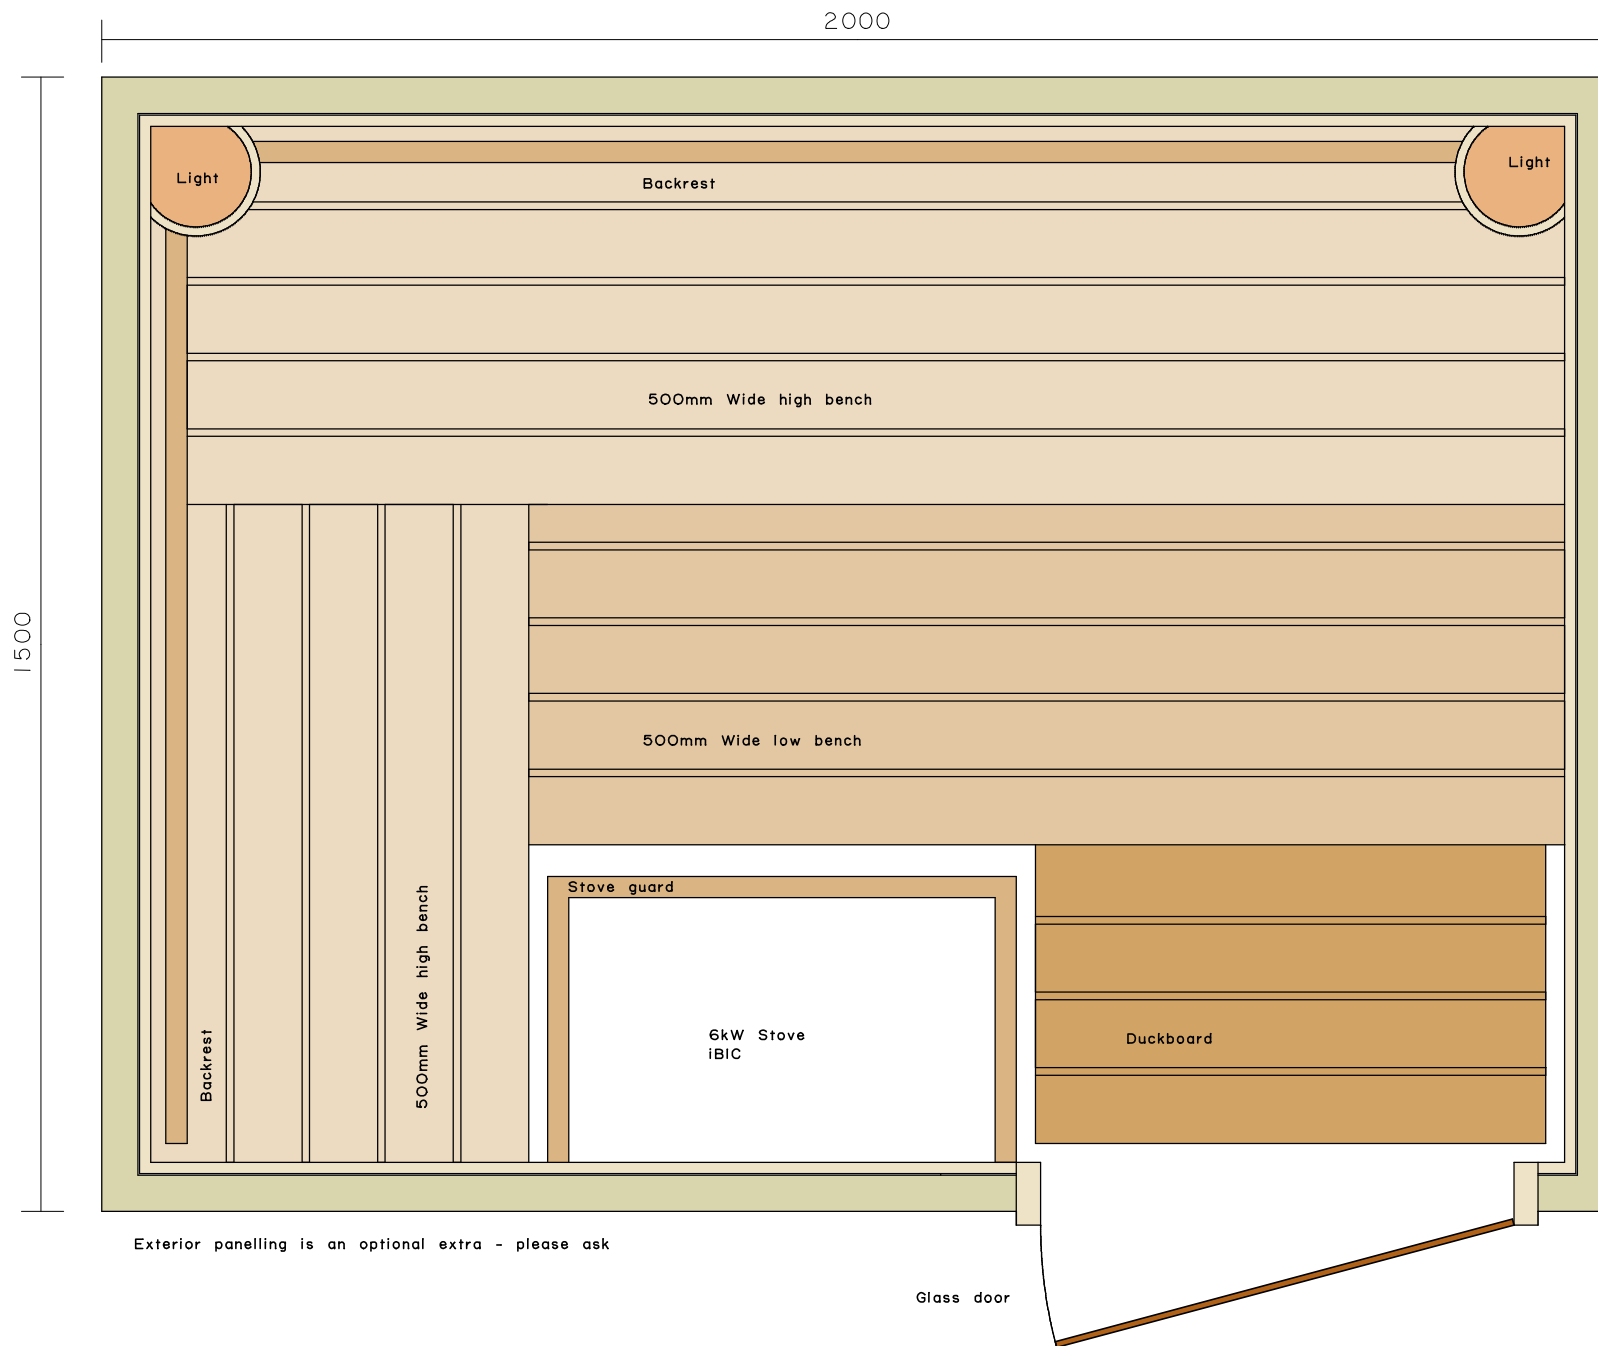 2000
Light
Light
Backrest
500mm Wide high bench
1500
500mm Wide low bench
Stove guard
500mm Wide high bench
Backrest
6kW Stove
iBIC
Duckboard
Exterior panelling is an optional extra - please ask
Glass door